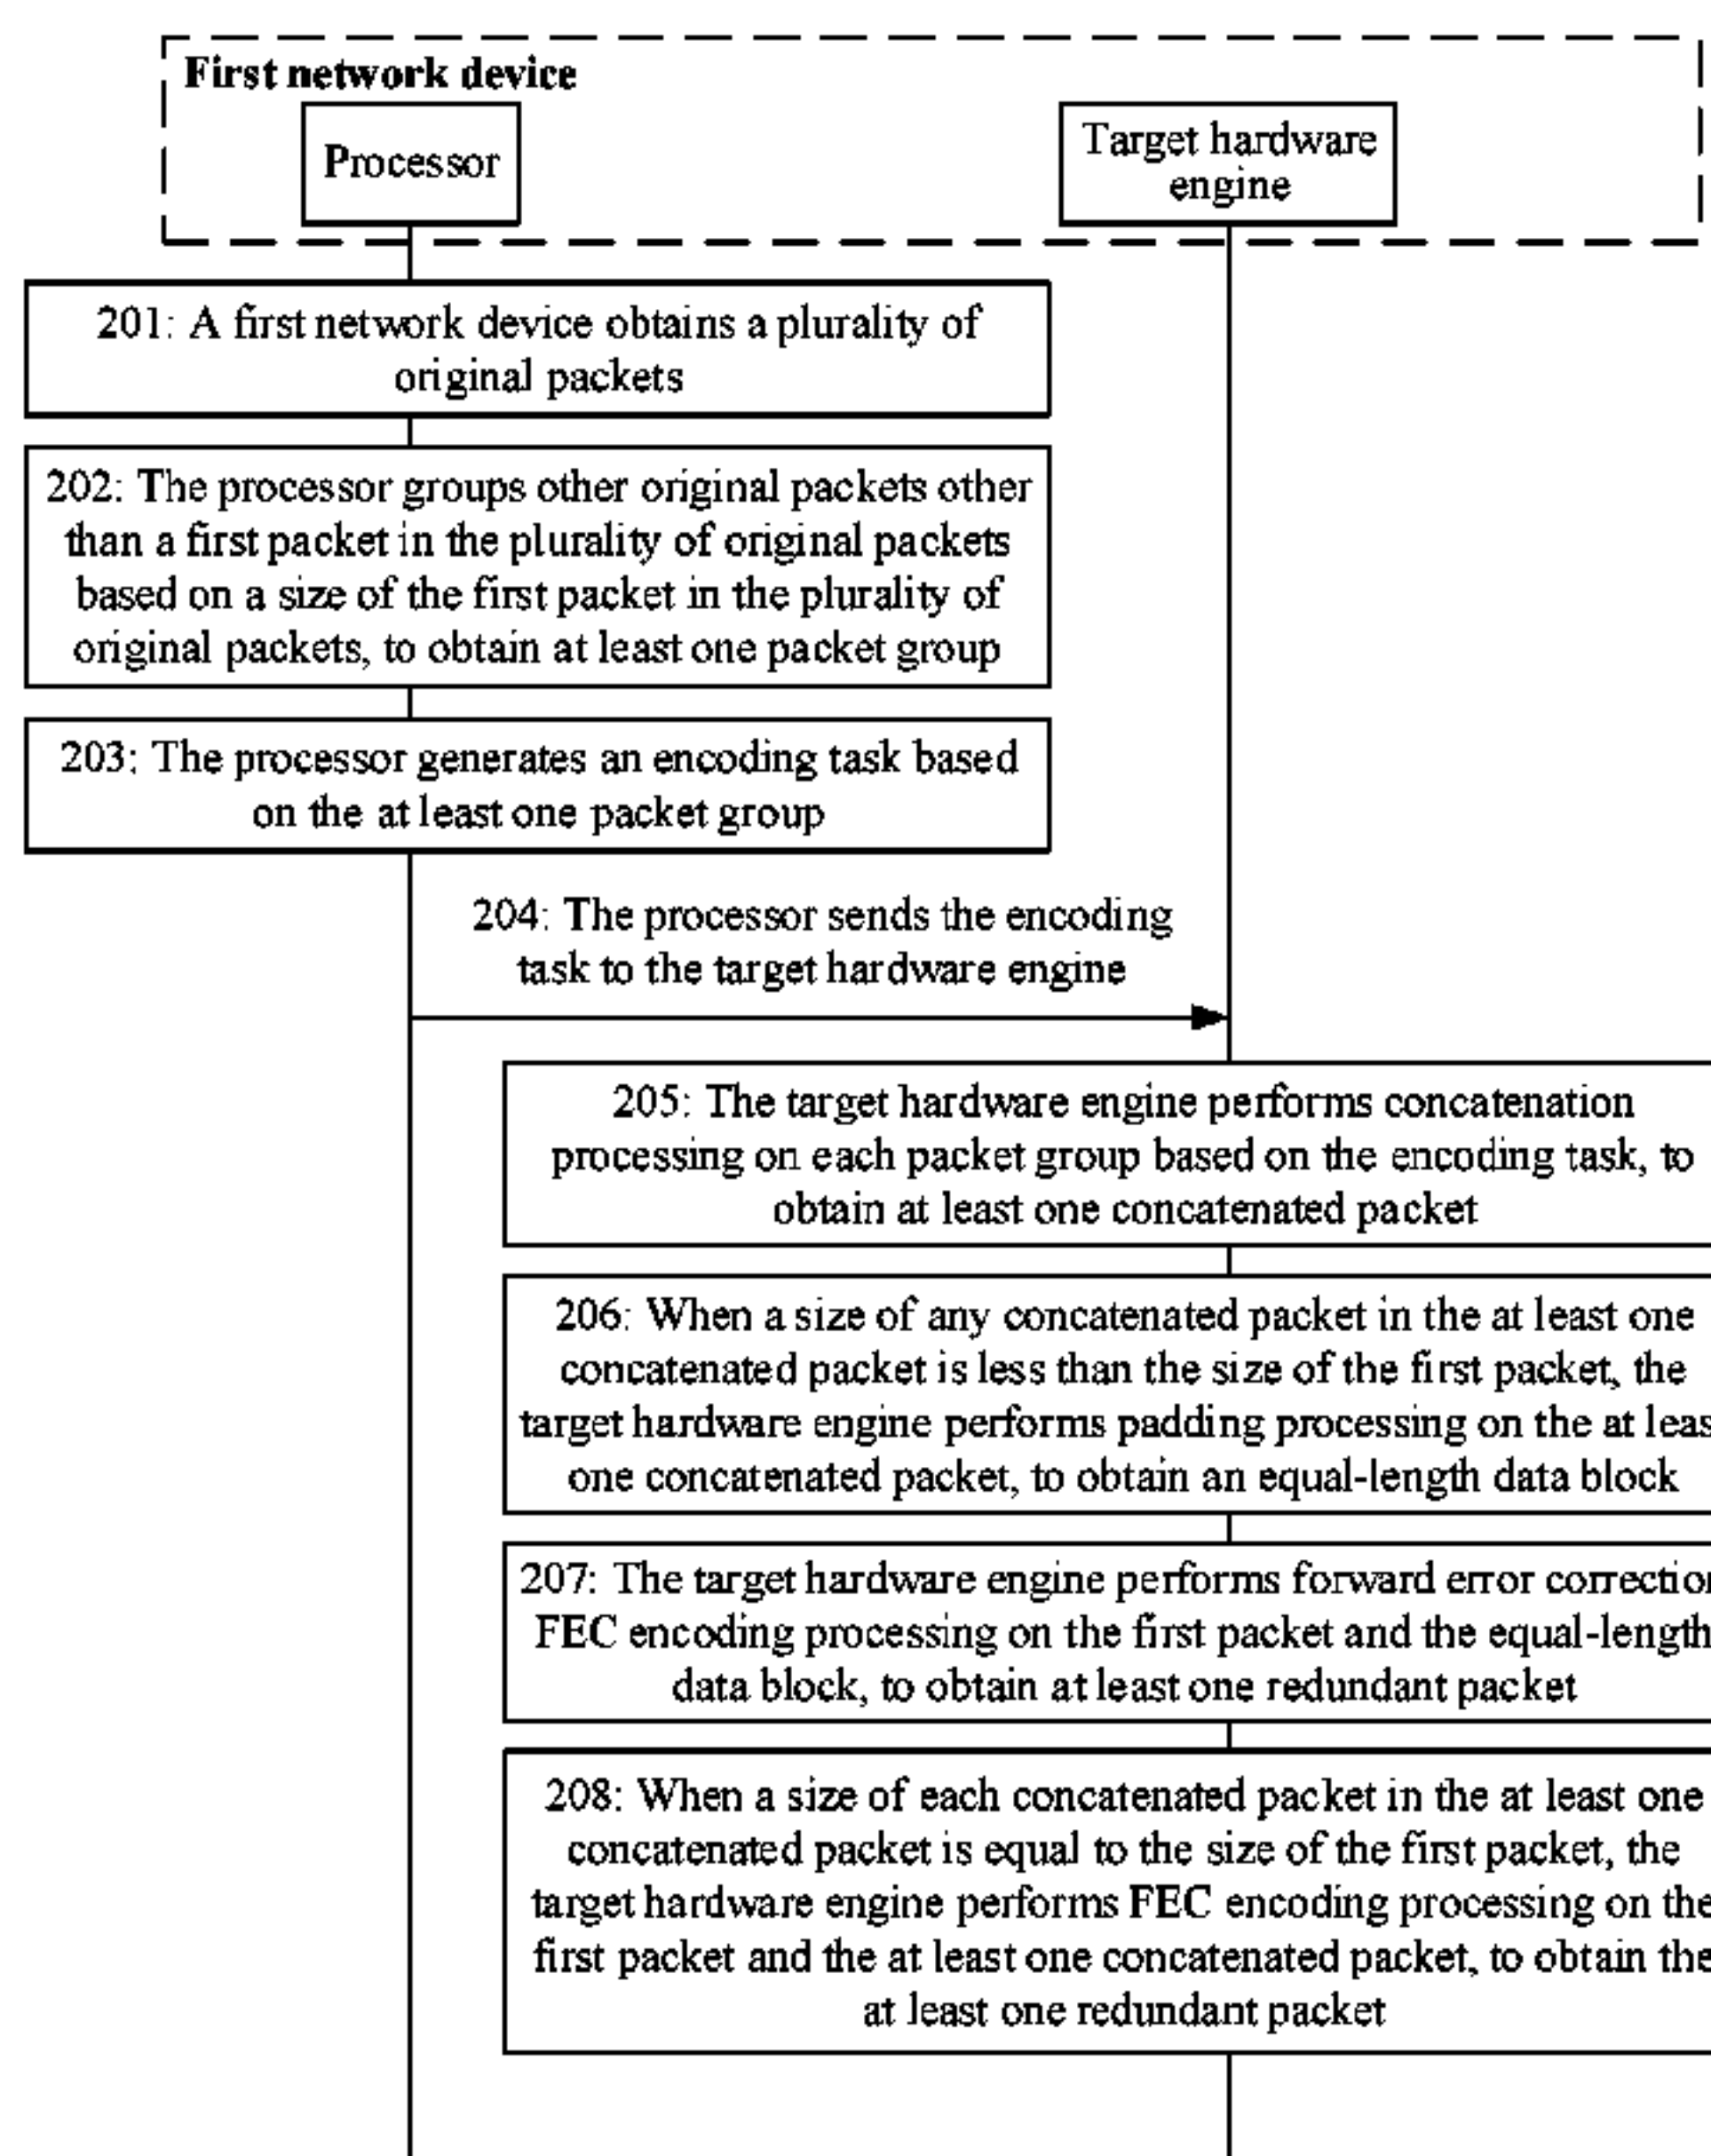 First network device
Processor
Target hardware
engine
201: A first network device obtains a plurality of
original packets
202: The processor groups other original packets other
than a first packet in the plurality of original packets
based on a size of the first packet in the plurality of
original packets, to obtain at least one packet group
203: The processor generates an encoding task based
on the at least one packet group
204: The processor sends the encoding
task to the target hardware engine
205: The target hardware engine performs concatenation
processing on each packet group based on the encoding task, to
obtain at least one concatenated packet
206: When a size of any concatenated packet in the at least one
concatenated packet is less than the size of the first packet, the
target hardware engine performs padding processing on the at leas
one concatenated packet, to obtain an equal-length data block
207: The target hardware engine performs forward error correctio
FEC encoding processing on the first packet and the equal-length
data block, to obtain at least one redundant packet
208: When a size of each concatenated packet in the at least one
concatenated packet is equal to the size of the first packet, the
target hardware engine performs FEC encoding processing on the
first packet and the at least one concatenated packet, to obtain the
at least one redundant packet